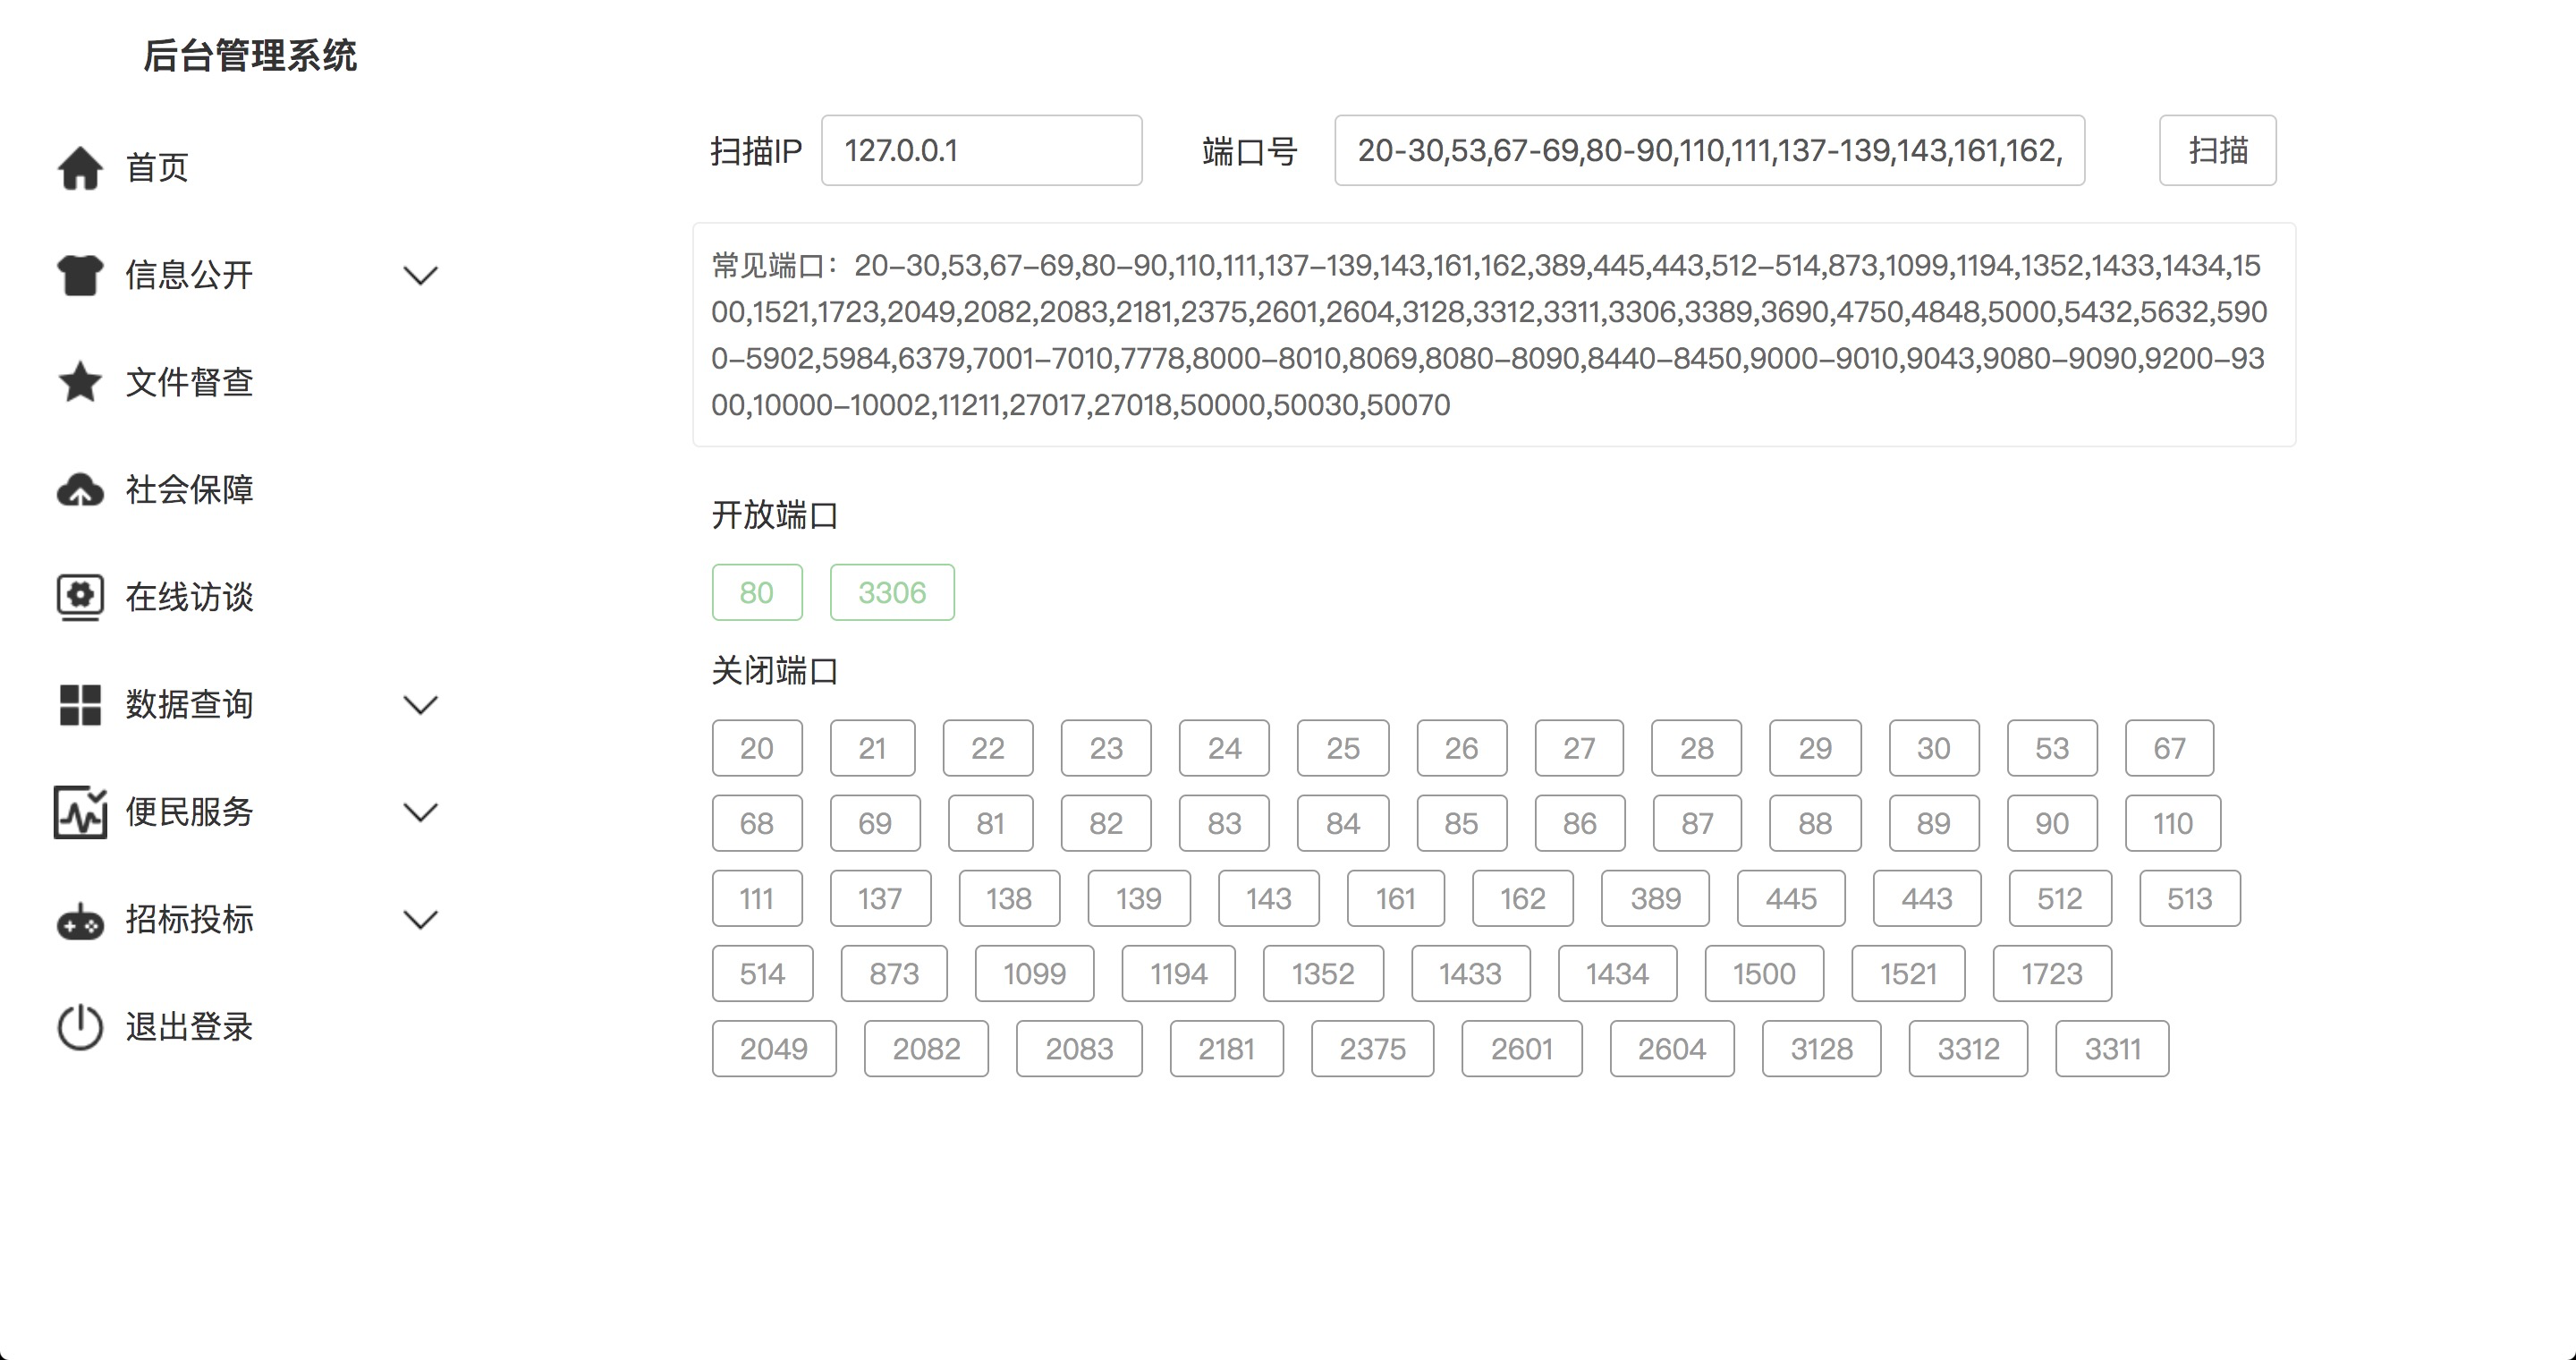 后台管理系统
首页
信息公开
文件督查
社会保障
在线访谈
数据查询
便民服务
招标投标
退出登录
扫描IP 127.0.0.1 端口号 20-30,53,67-69,80-90,110,111,137-139,143,161,162, 扫描
常见端口：20–30,53,67–69,80–90,110,111,137–139,143,161,162,389,445,443,512–514,873,1099,1194,1352,1433,1434,15
00,1521,1723,2049,2082,2083,2181,2375,2601,2604,3128,3312,3311,3306,3389,3690,4750,4848,5000,5432,5632,590
0–5902,5984,6379,7001–7010,7778,8000–8010,8069,8080–8090,8440–8450,9000–9010,9043,9080–9090,9200–93
00,10000–10002,11211,27017,27018,50000,50030,50070
开放端口
80 3306
关闭端口
20 21 22 23 24 25 26 27 28 29 30 53 67
68 69 81 82 83 84 85 86 87 88 89 90 110
111 137 138 139 143 161 162 389 445 443 512 513
514 873 1099 1194 1352 1433 1434 1500 1521 1723
2049 2082 2083 2181 2375 2601 2604 3128 3312 3311